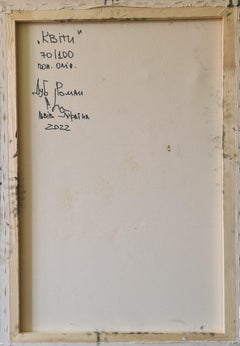 „Квіти"
70/100
пол. олія.
Дуб Роман
Львів Україна
2022